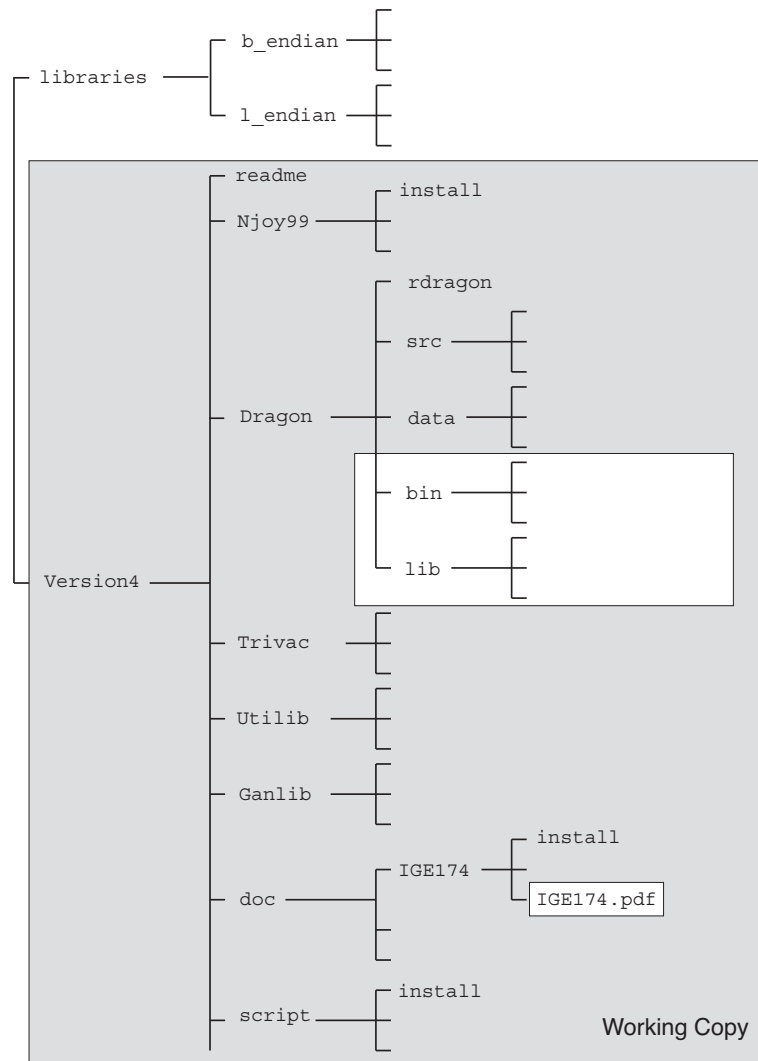 b_endian
libraries
l_endian
readme
install
Njoy99
rdragon
src
Dragon
data
bin
lib
Version4
Trivac
Utilib
Ganlib
install
IGE174
doc
IGE174.pdf
install
script
Working Copy